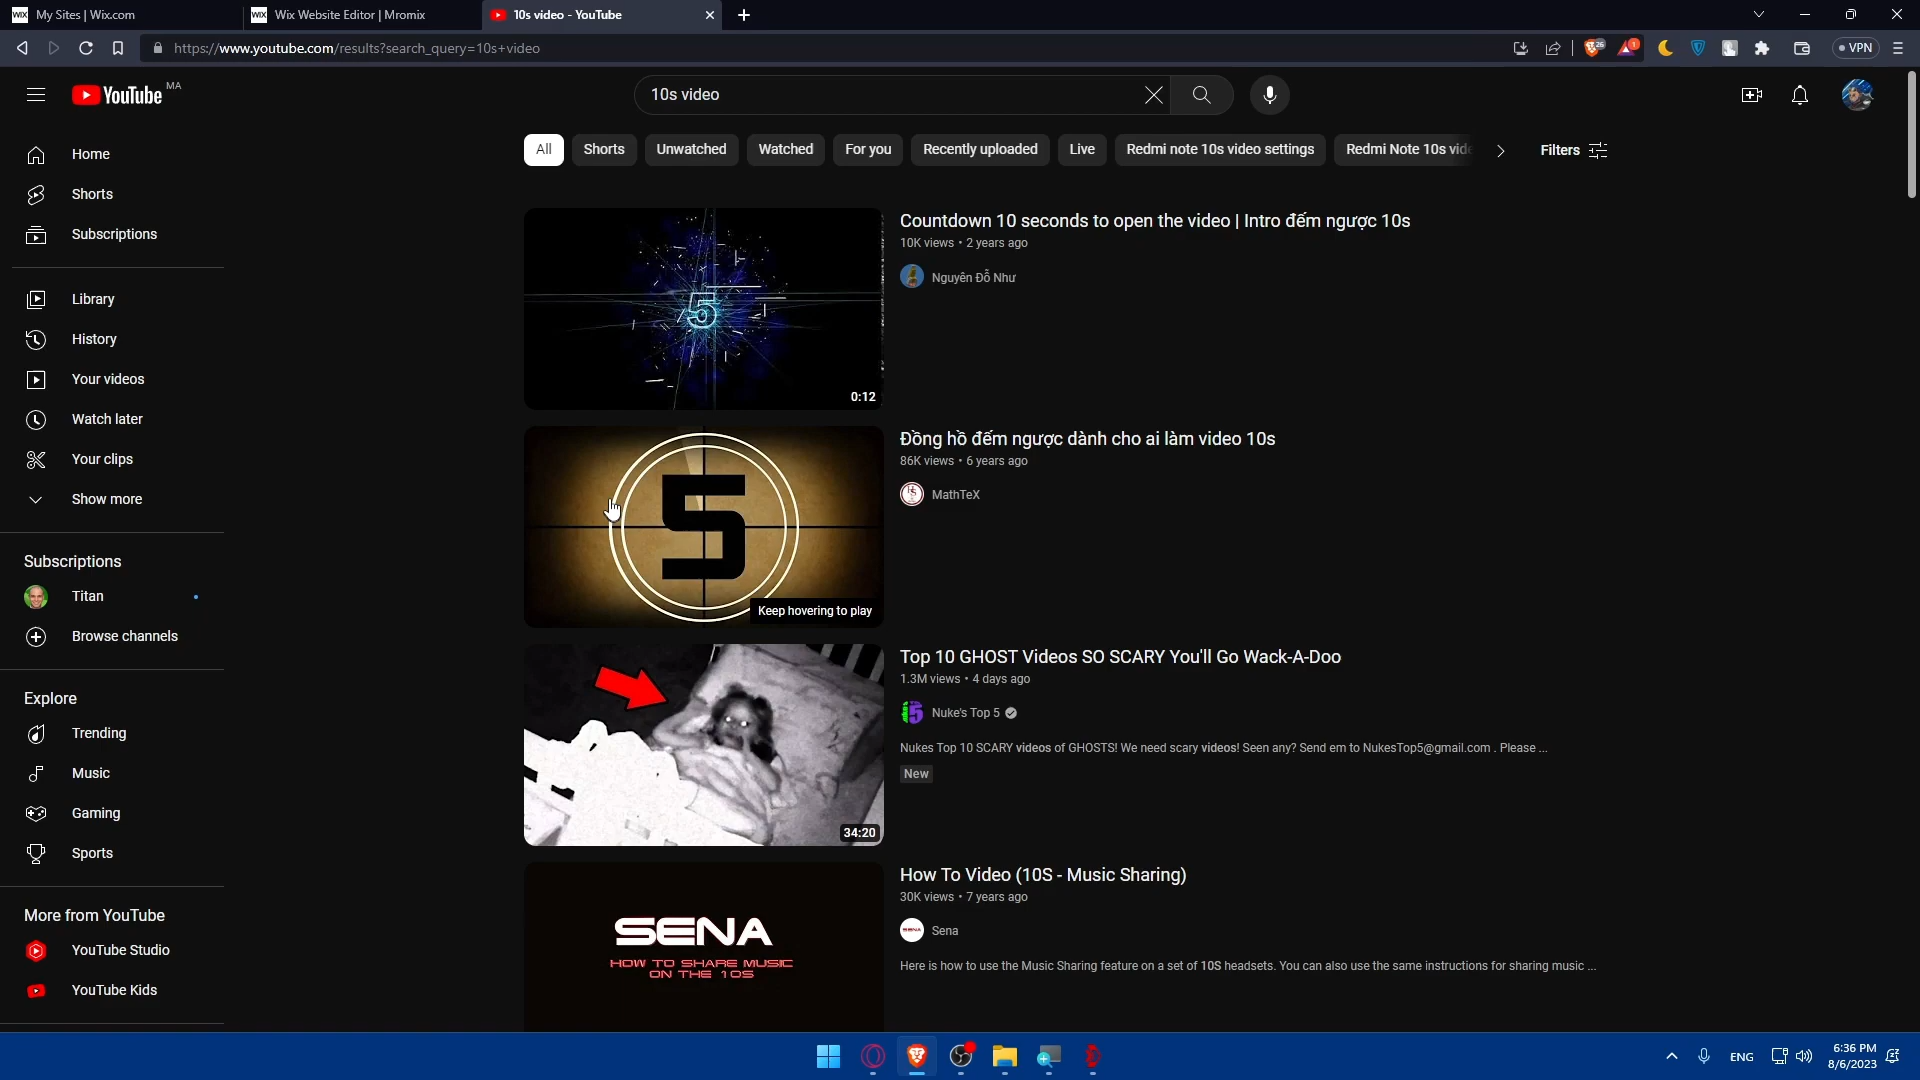 My Sites | Wix.com
Wix Website Editor | Mromix
10s video - YouTube
https://www.youtube.com/results?search_query=10s+video
26
1
VPN
YouTube MA
10s video
Home
Shorts
Subscriptions
Library
History
Your videos
Watch later
Your clips
Show more
Subscriptions
Titan
Browse channels
Explore
Trending
Music
Gaming
Sports
More from YouTube
YouTube Studio
YouTube Kids
All
Shorts
Unwatched
Watched
For you
Recently uploaded
Live
Redmi note 10s video settings
Redmi Note 10s vide
Filters
5
0:12
Countdown 10 seconds to open the video | Intro đếm ngược 10s
10K views • 2 years ago
Nguyên Đỗ Như
5
Keep hovering to play
Đồng hồ đếm ngược dành cho ai làm video 10s
86K views • 6 years ago
MathTeX
34:20
Top 10 GHOST Videos SO SCARY You'll Go Wack-A-Doo
1.3M views • 4 days ago
Nuke's Top 5
Nukes Top 10 SCARY videos of GHOSTS! We need scary videos! Seen any? Send em to NukesTop5@gmail.com . Please ...
New
SENA
HOW TO SHARE MUSIC
ON THE 10S
How To Video (10S - Music Sharing)
30K views • 7 years ago
Sena
Here is how to use the Music Sharing feature on a set of 10S headsets. You can also use the same instructions for sharing music ...
ENG
6:36 PM
8/6/2023